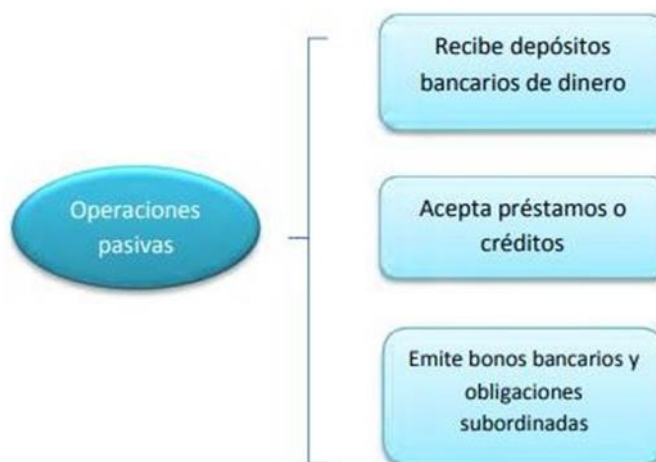 Operaciones
pasivas
Recibe depósitos
bancarios de dinero
Acepta préstamos o
créditos
Emite bonos bancarios y
obligaciones
subordinadas